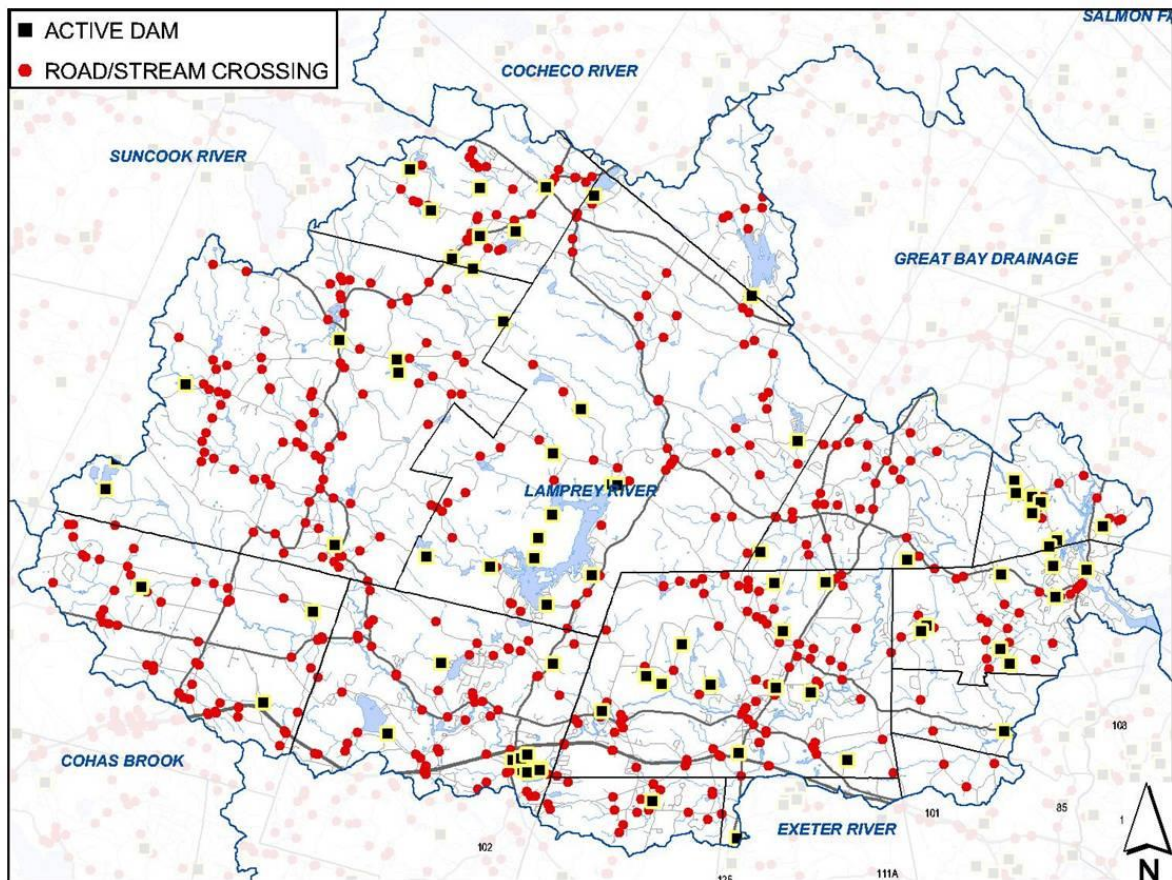 ACTIVE DAM
ROAD/STREAM CROSSING
SALMON FA
COCHECO RIVER
SUNCOOK RIVER
GREAT BAY DRAINAGE
LAMPREY RIVER
COHAS BROOK
EXETER RIVER
108
85
1
101
102
125
111A
N